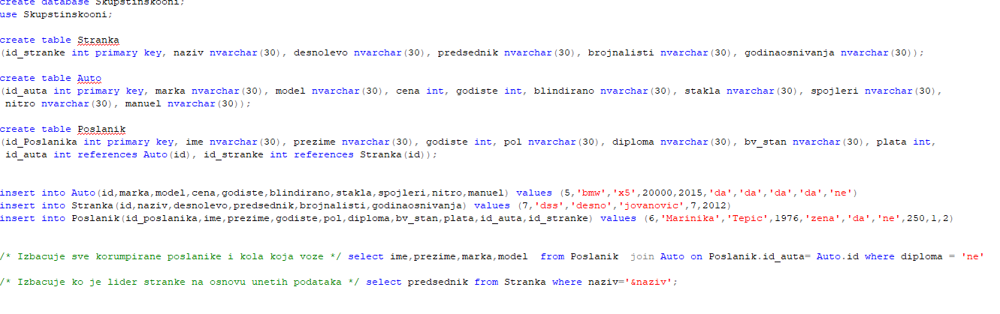 create database Skupstinskooni;
use Skupstinskooni;
create table Stranka
(id_stranke int primary key, naziv nvarchar(30), desnolevo nvarchar(30), predsednik nvarchar(30), brojnalisti nvarchar(30), godinaosnivanja nvarchar(30));
create table Auto
(id_auta int primary key, marka nvarchar(30), model nvarchar(30), cena int, godiste int, blindirano nvarchar(30), stakla nvarchar(30), spojleri nvarchar(30),
nitro nvarchar(30), manuel nvarchar(30));
create table Poslanik
(id_Poslanika int primary key, ime nvarchar(30), prezime nvarchar(30), godiste int, pol nvarchar(30), diploma nvarchar(30), bv_stan nvarchar(30), plata int,
id_auta int references Auto(id), id_stranke int references Stranka(id));
insert into Auto(id,marka,model,cena,godiste,blindirano,stakla,spojleri,nitro,manuel) values (5,'bmw','x5',20000,2015,'da','da','da','da','ne')
insert into Stranka(id,naziv,desnolevo,predsednik,brojnalisti,godinaosnivanja) values (7,'dss','desno','jovanovic',7,2012)
insert into Poslanik(id_poslanika,ime,prezime,godiste,pol,diploma,bv_stan,plata,id_auta,id_stranke) values (6,'Marinika','Tepic',1976,'zena','da','ne',250,1,2)
/* Izbacuje sve korumpirane poslanike i kola koja voze */ select ime,prezime,marka,model  from Poslanik  join Auto on Poslanik.id_auta= Auto.id where diploma = 'ne'
/* Izbacuje ko je lider stranke na osnovu unetih podataka */ select predsednik from Stranka where naziv='&naziv';